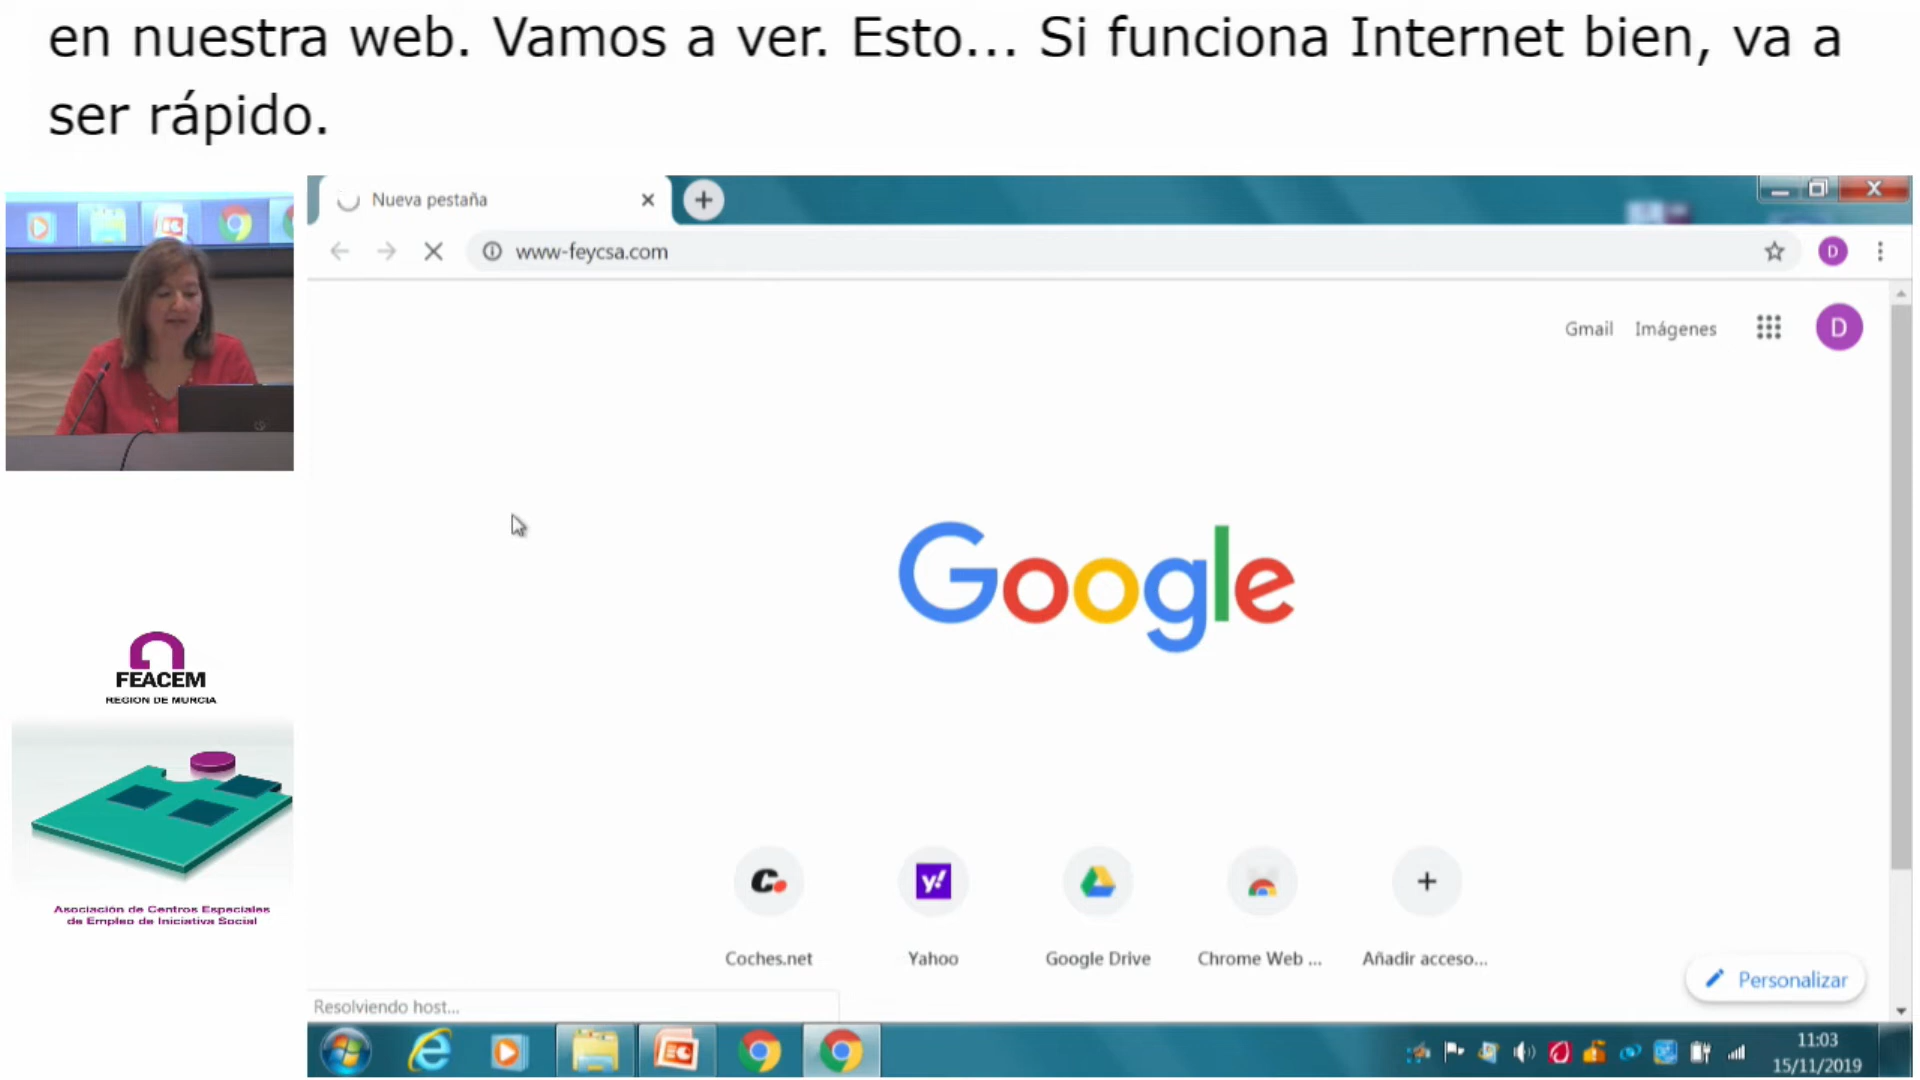 en nuestra web. Vamos a ver. Esto... Si funciona Internet bien, va a
ser rápido.
Nueva pestaña
www-feycsa.com
D
Gmail Imágenes
D
Google
FEACEM
REGION DE MURCIA
Asociación de Centros Especiales
de Empleo de Iniciativa Social
Coches.net Yahoo Google Drive Chrome Web ... Añadir acceso...
Personalizar
Resolviendo host...
11:03
15/11/2019